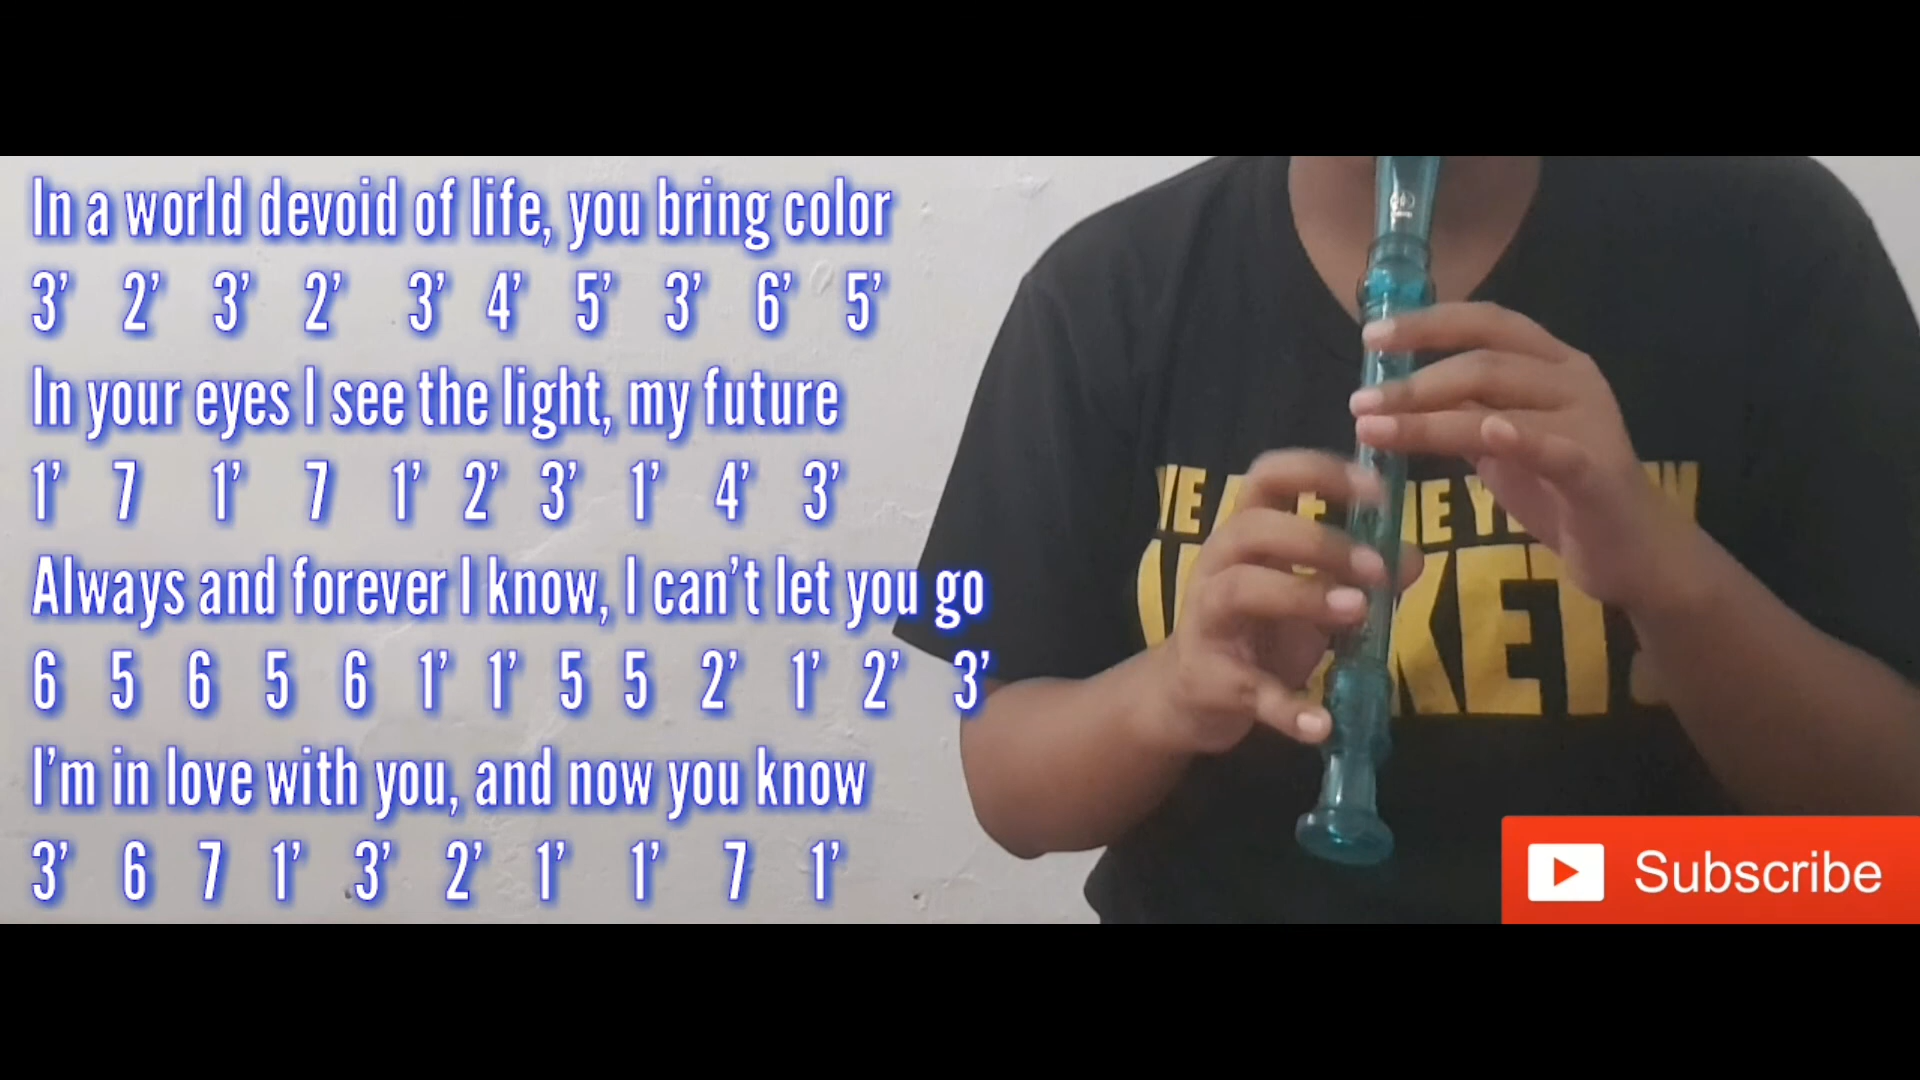 In a world devoid of life, you bring color
3’ 2’ 3’ 2’ 3’ 4’ 5’ 3’ 6’ 5’
In your eyes I see the light, my future
1’ 7 1’ 7 1’ 2’ 3’ 1’ 4’ 3’
Always and forever I know, I can’t let you go
6 5 6 5 6 1’ 1’ 5 5 2’ 1’ 2’ 3’
I’m in love with you, and now you know
3’ 6 7 1’ 3’ 2’ 1’ 1’ 7 1’
Subscribe